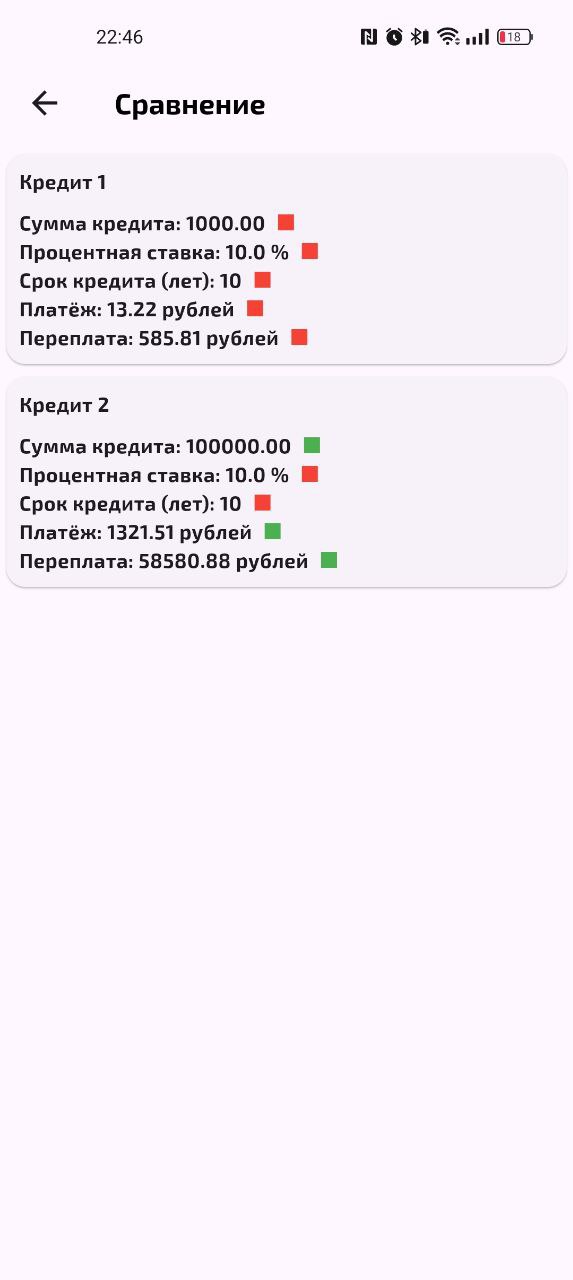 22:46
18
Сравнение
Кредит 1
Сумма кредита: 1000.00
Процентная ставка: 10.0 %
Срок кредита (лет): 10
Платёж: 13.22 рублей
Переплата: 585.81 рублей
Кредит 2
Сумма кредита: 100000.00
Процентная ставка: 10.0 %
Срок кредита (лет): 10
Платёж: 1321.51 рублей
Переплата: 58580.88 рублей